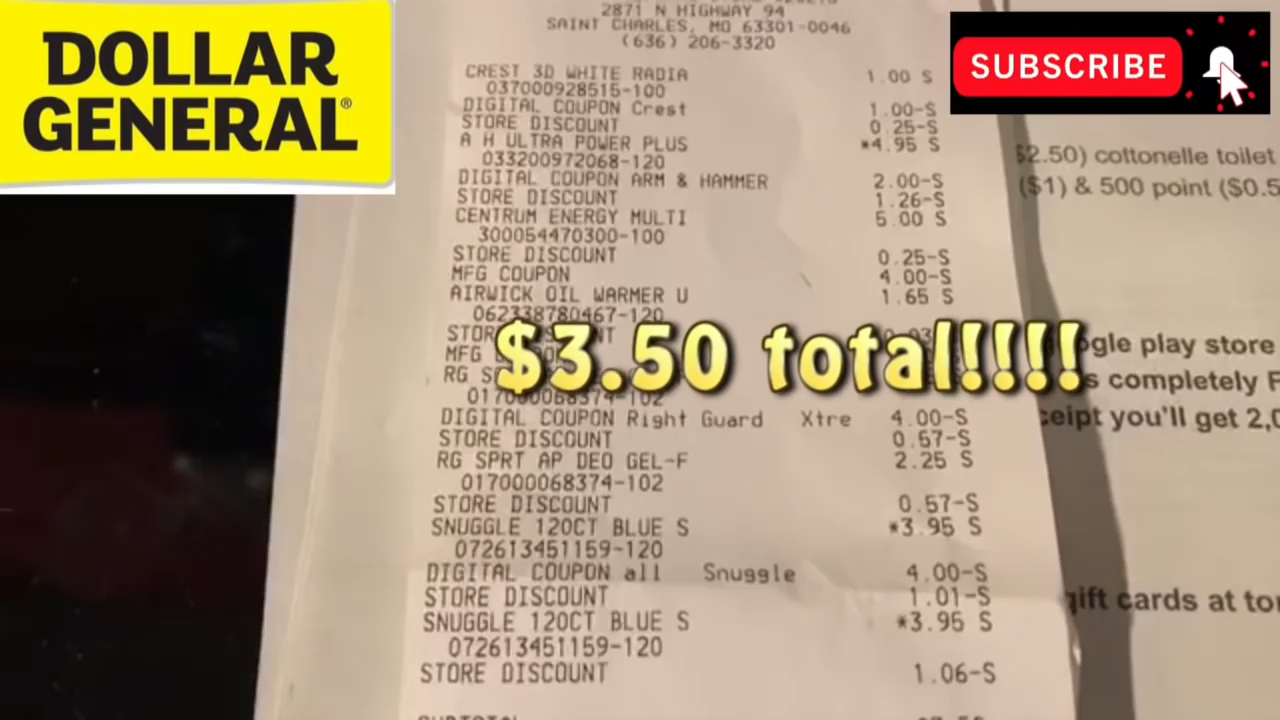 DOLLAR
GENERAL®
SUBSCRIBE
2871 N HIGHWAY 94
SAINT CHARLES, MO 63301-0046
(636) 206-3320
CREST 3D WHITE RADIA 1.00 S
037000928515-100
DIGITAL COUPON Crest 1.00-S
STORE DISCOUNT 0.25-S
A H ULTRA POWER PLUS *4.95 S
033200972068-120
DIGITAL COUPON ARM & HAMMER 2.00-S
STORE DISCOUNT 1.26-S
CENTRUM ENERGY MULTI 5.00 S
300054470300-100
STORE DISCOUNT 0.25-S
MFG COUPON 4.00-S
AIRWICK OIL WARMER U 1.65 S
062338780467-120
$3.50 total!!!!
MFG
RG
017000068374-102
DIGITAL COUPON Right Guard Xtre 4.00-S
STORE DISCOUNT 0.57-S
RG SPRT AP DEO GEL-F 2.25 S
017000068374-102
STORE DISCOUNT 0.57-S
SNUGGLE 120CT BLUE S *3.95 S
072613451159-120
DIGITAL COUPON all Snuggle 4.00-S
STORE DISCOUNT 1.01-S
SNUGGLE 120CT BLUE S *3.95 S
072613451159-120
STORE DISCOUNT 1.06-S
$2.50) cottonelle toilet
($1) & 500 point ($0.5
ogle play store
s completely F
ceipt you'll get 2,0
gift cards at